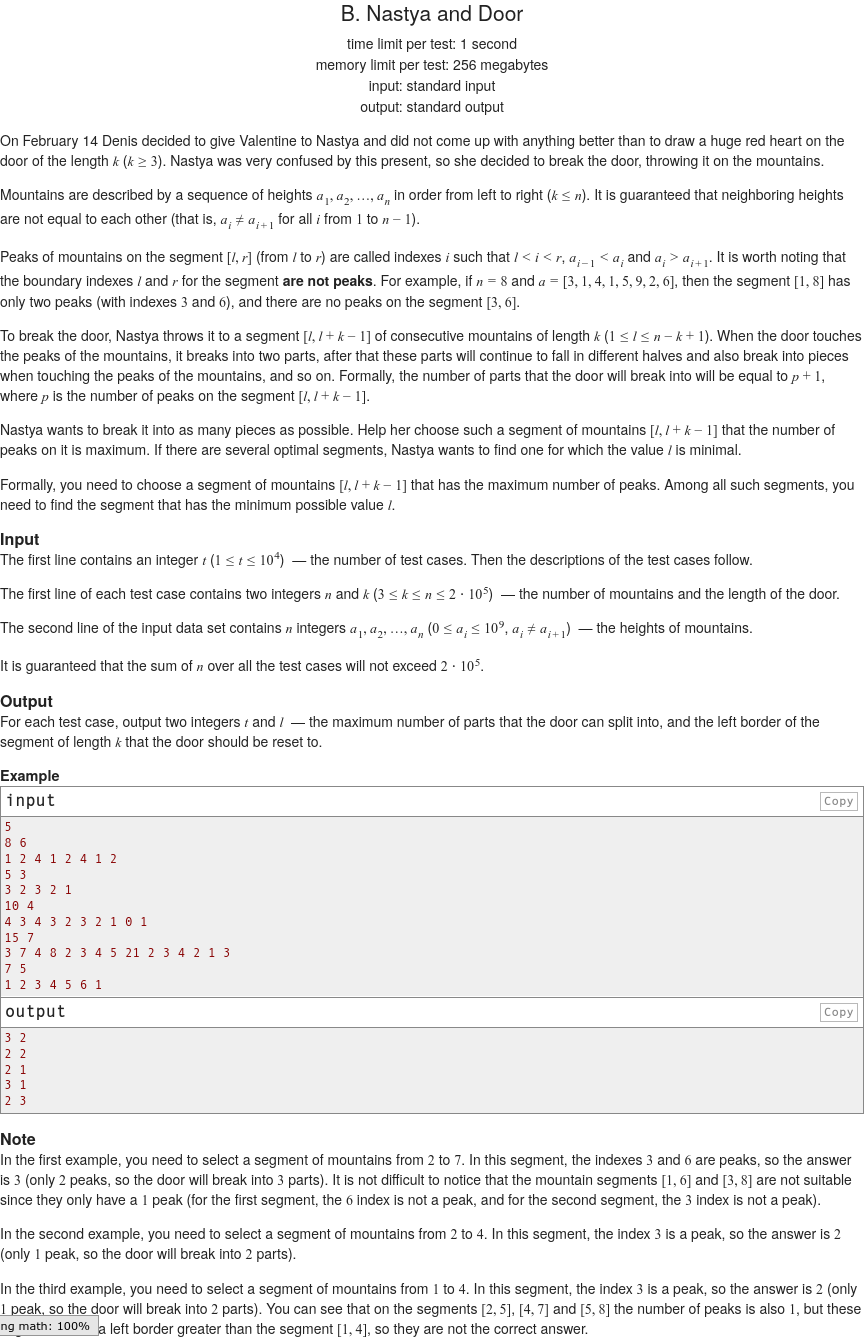 B. Nastya and Door
time limit per test: 1 second
memory limit per test: 256 megabytes
input: standard input
output: standard output
On February 14 Denis decided to give Valentine to Nastya and did not come up with anything better than to draw a huge red heart on the
door of the length k (k ≥ 3). Nastya was very confused by this present, so she decided to break the door, throwing it on the mountains.
Mountains are described by a sequence of heights a_1, a_2, …, a_n in order from left to right (k ≤ n). It is guaranteed that neighboring heights
are not equal to each other (that is, a_i ≠ a_{i+1} for all i from 1 to n − 1).
Peaks of mountains on the segment [l, r] (from l to r) are called indexes i such that l < i < r, a_{i−1} < a_i and a_i > a_{i+1}. It is worth noting that
the boundary indexes l and r for the segment are not peaks. For example, if n = 8 and a = [3, 1, 4, 1, 5, 9, 2, 6], then the segment [1, 8] has
only two peaks (with indexes 3 and 6), and there are no peaks on the segment [3, 6].
To break the door, Nastya throws it to a segment [l, l + k − 1] of consecutive mountains of length k (1 ≤ l ≤ n − k + 1). When the door touches
the peaks of the mountains, it breaks into two parts, after that these parts will continue to fall in different halves and also break into pieces
when touching the peaks of the mountains, and so on. Formally, the number of parts that the door will break into will be equal to p + 1,
where p is the number of peaks on the segment [l, l + k − 1].
Nastya wants to break it into as many pieces as possible. Help her choose such a segment of mountains [l, l + k − 1] that the number of
peaks on it is maximum. If there are several optimal segments, Nastya wants to find one for which the value l is minimal.
Formally, you need to choose a segment of mountains [l, l + k − 1] that has the maximum number of peaks. Among all such segments, you
need to find the segment that has the minimum possible value l.
Input
The first line contains an integer t (1 ≤ t ≤ 10^4) — the number of test cases. Then the descriptions of the test cases follow.
The first line of each test case contains two integers n and k (3 ≤ k ≤ n ≤ 2 · 10^5) — the number of mountains and the length of the door.
The second line of the input data set contains n integers a_1, a_2, …, a_n (0 ≤ a_i ≤ 10^9, a_i ≠ a_{i+1}) — the heights of mountains.
It is guaranteed that the sum of n over all the test cases will not exceed 2 · 10^5.
Output
For each test case, output two integers t and l — the maximum number of parts that the door can split into, and the left border of the
segment of length k that the door should be reset to.
Example
input
Copy
5
8 6
1 2 4 1 2 4 1 2
5 3
3 2 3 2 1
10 4
4 3 4 3 2 3 2 1 0 1
15 7
3 7 4 8 2 3 4 5 21 2 3 4 2 1 3
7 5
1 2 3 4 5 6 1
output
Copy
3 2
2 2
2 1
3 1
2 3
Note
In the first example, you need to select a segment of mountains from 2 to 7. In this segment, the indexes 3 and 6 are peaks, so the answer
is 3 (only 2 peaks, so the door will break into 3 parts). It is not difficult to notice that the mountain segments [1, 6] and [3, 8] are not suitable
since they only have a 1 peak (for the first segment, the 6 index is not a peak, and for the second segment, the 3 index is not a peak).
In the second example, you need to select a segment of mountains from 2 to 4. In this segment, the index 3 is a peak, so the answer is 2
(only 1 peak, so the door will break into 2 parts).
In the third example, you need to select a segment of mountains from 1 to 4. In this segment, the index 3 is a peak, so the answer is 2 (only
1 peak, so the door will break into 2 parts). You can see that on the segments [2, 5], [4, 7] and [5, 8] the number of peaks is also 1, but these
ng math: 100%
a left border greater than the segment [1, 4], so they are not the correct answer.